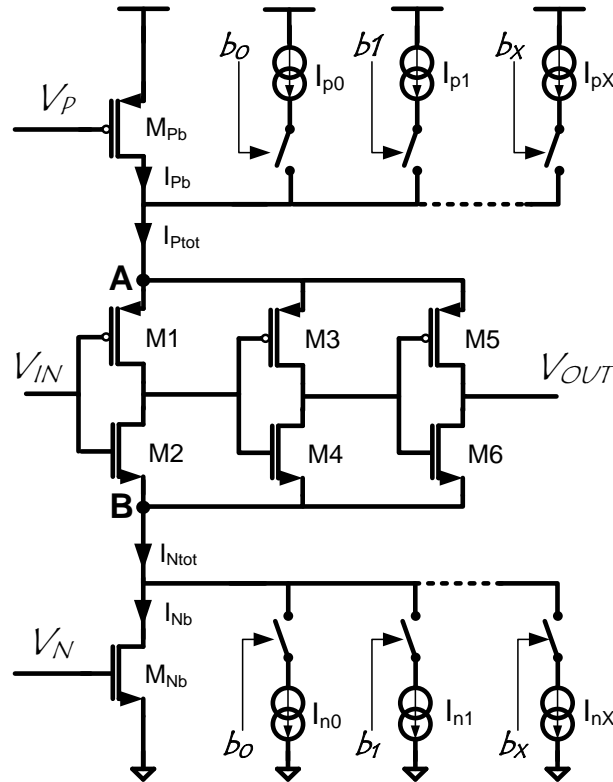 b0 b1 bx
Ip0 Ip1 IpX
VP
MPb
IPb
IPtot
A
M1 M3 M5
VIN VOUT
M2 M4 M6
B
INtot
INb
VN
MNb
In0 In1 InX
b0 b1 bx